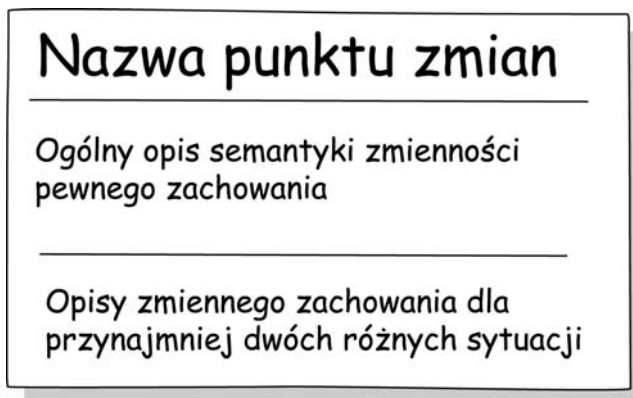 Nazwa punktu zmian
Ogólny opis semantyki zmienności
pewnego zachowania
Opisy zmiennego zachowania dla
przynajmniej dwóch różnych sytuacji